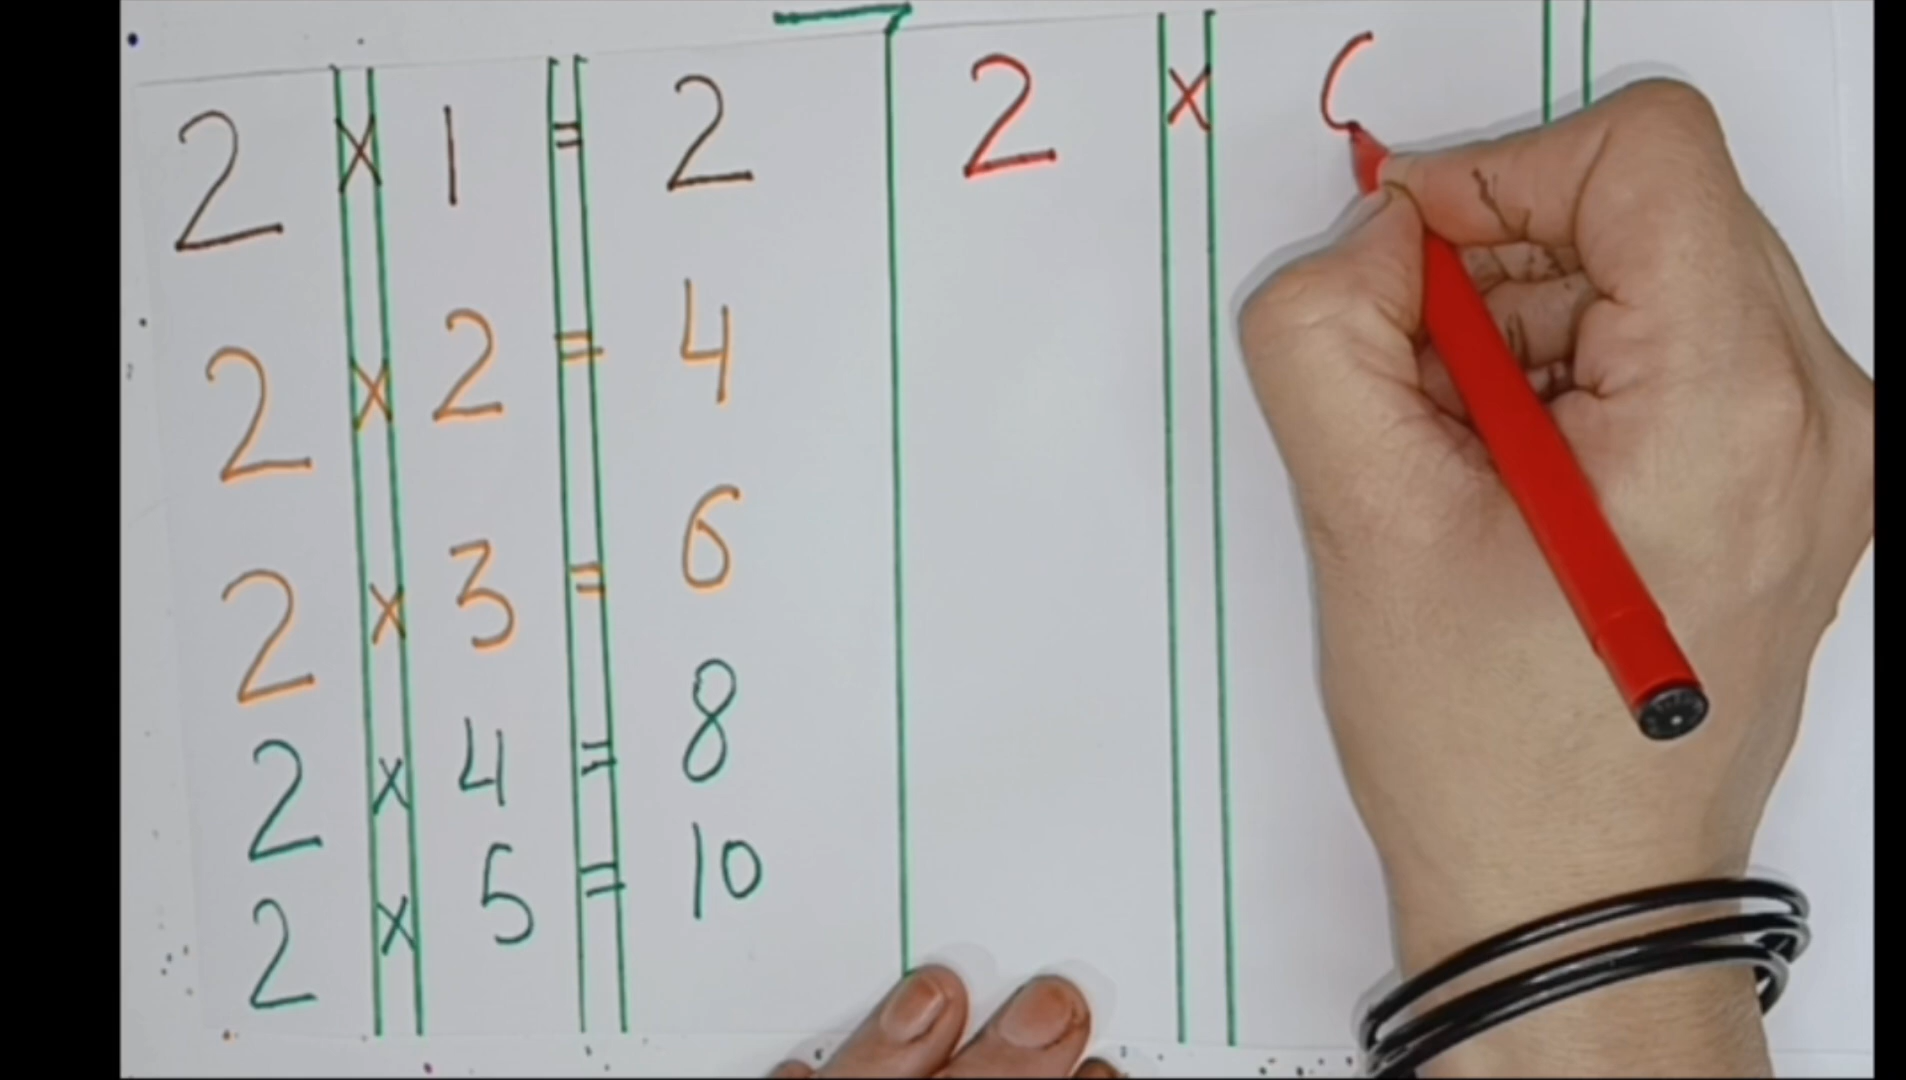 2 x 1 = 2
2 x 2 = 4
2 x 3 = 6
2 x 4 = 8
2 x 5 = 10
2 x